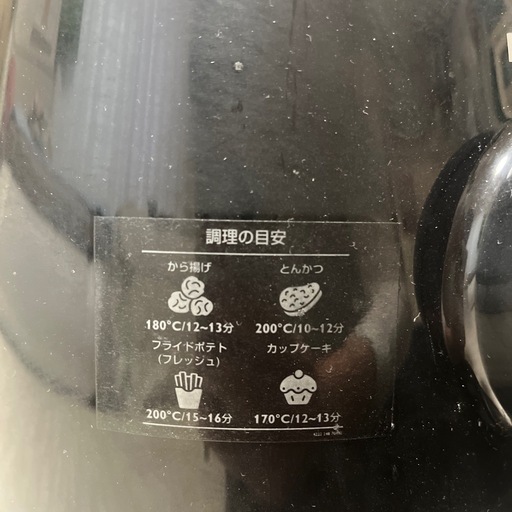 調理の目安
から揚げ
180°C/12~13分
とんかつ
200°C/10~12分
フライドポテト
(フレッシュ)
200°C/15~16分
カップケーキ
170°C/12~13分